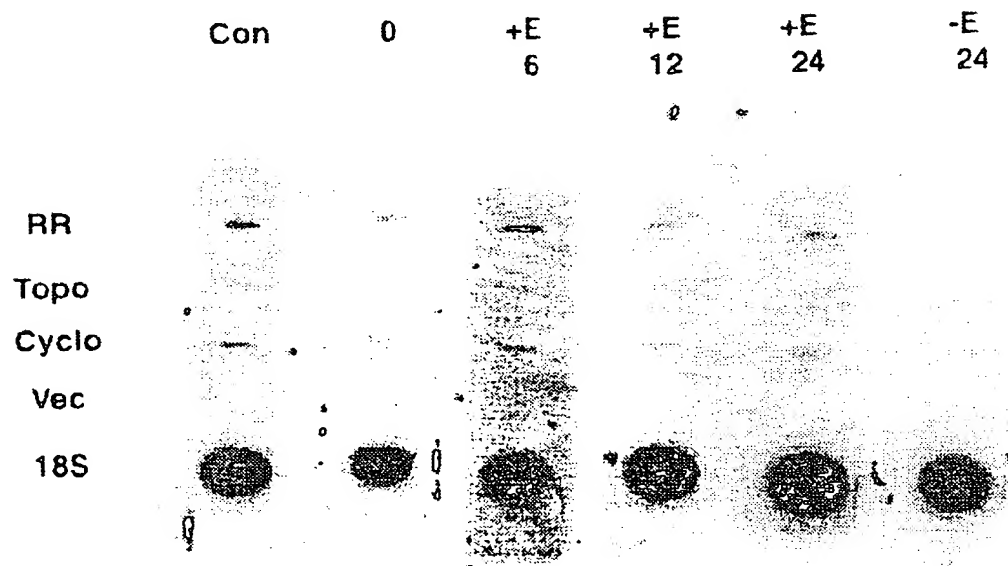 Con 0 +E +E +E -E
6 12 24 24
RR
Topo
Cyclo
Vec
18S